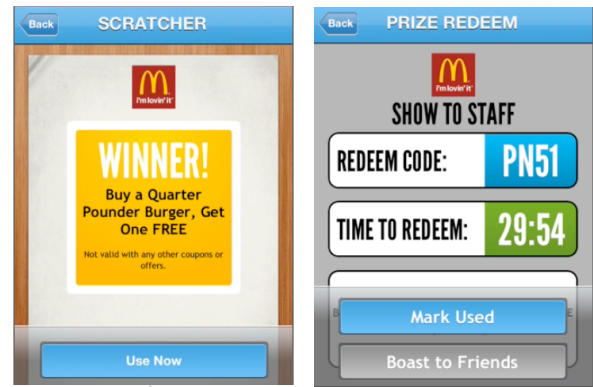 Back
SCRATCHER
M
i'm lovin' it
WINNER!
Buy a Quarter
Pounder Burger, Get
One FREE
Not valid with any other coupons or
offers.
Use Now
Back
PRIZE REDEEM
M
i'm lovin' it
SHOW TO STAFF
REDEEM CODE: PN51
TIME TO REDEEM: 29:54
Mark Used
Boast to Friends